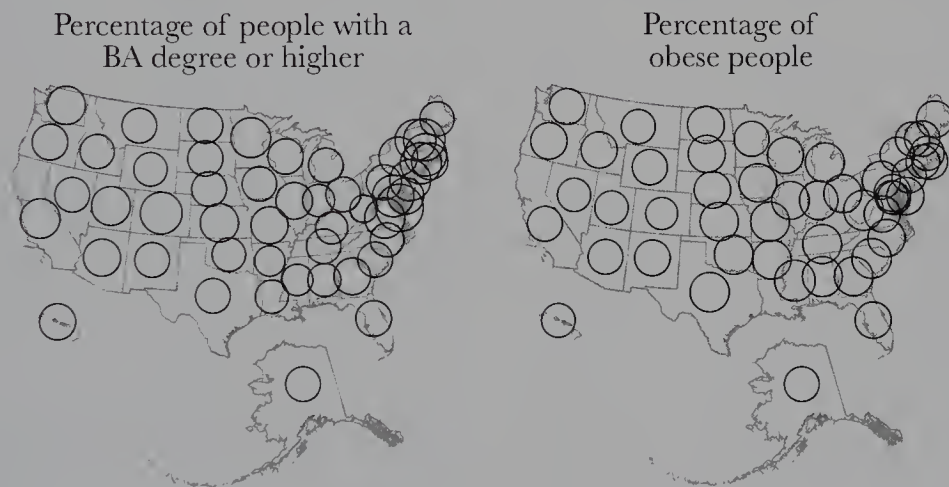 Percentage of people with a
BA degree or higher
Percentage of
obese people